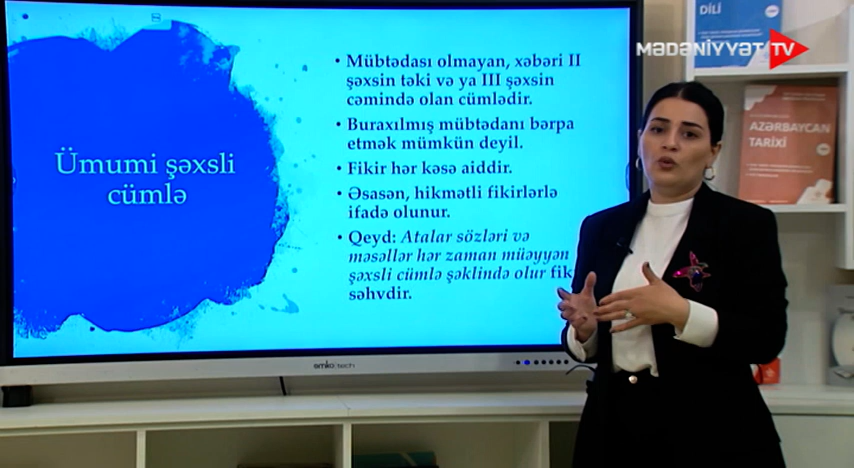 DİLİ
MƏDƏNİYYƏT TV
AZƏRBAYCAN
TARİXİ
Ümumi şəxsli
cümlə
• Mübtədası olmayan, xəbəri II
şəxsin təki və ya III şəxsin
cəmində olan cümlədir.
• Buraxılmış mübtədanı bərpa
etmək mümkün deyil.
• Fikir hər kəsə aiddir.
• Əsasən, hikmətli fikirlərlə
ifadə olunur.
• Qeyd: Atalar sözləri və
məsəllər hər zaman müəyyən
şəxsli cümlə şəklində olur fik
səhvdir.